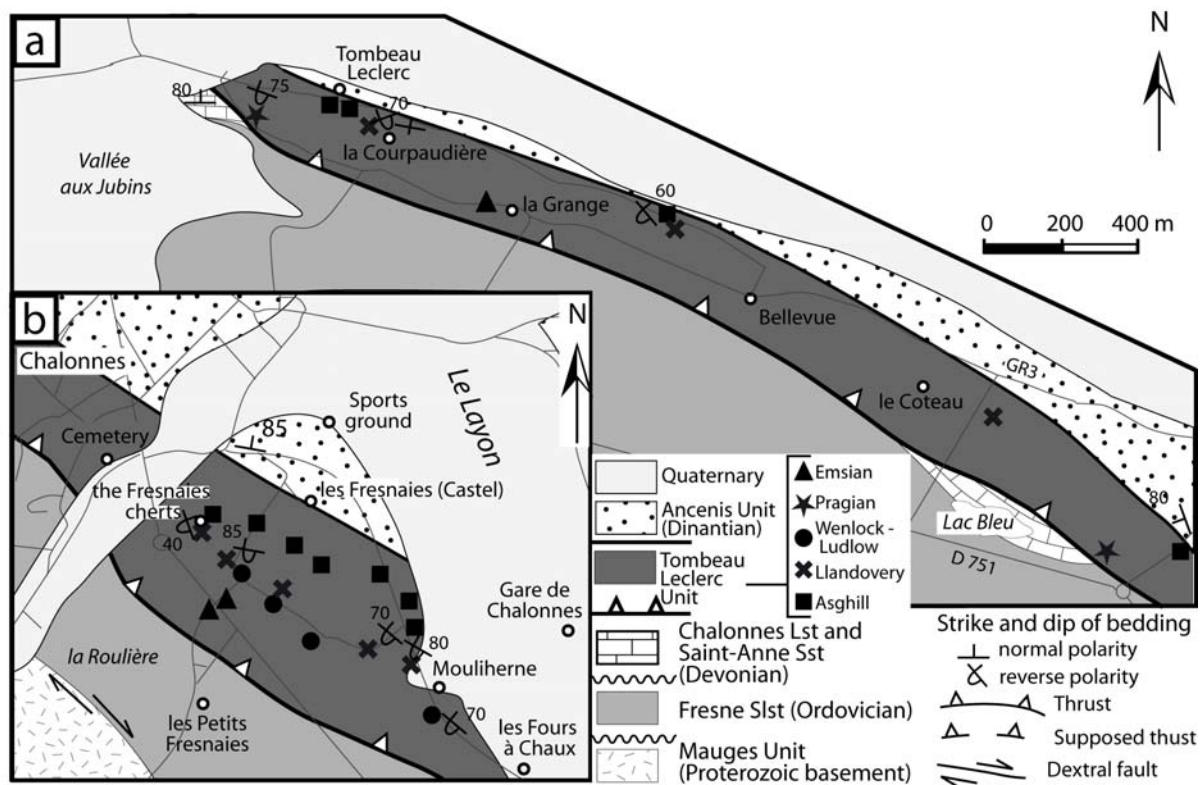 a
N
Tombeau
Leclerc
80
75
70
la Courpaudière
Vallée
aux Jubins
la Grange
60
0 200 400 m
Bellevue
GR3
le Coteau
Lac Bleu
80
D 751
b
N
Chalonnes
Le Layon
Sports
ground
85
Cemetery
les Fresnaies (Castel)
the Fresnaies
cherts
40
85
Gare de
Chalonnes
70
80
la Roulière
Mouliherne
70
les Petits
Fresnaies
les Fours
à Chaux
Quaternary
Ancenis Unit
(Dinantian)
Tombeau
Leclerc
Unit
Emsian
Pragian
Wenlock -
Ludlow
Llandovery
Asghill
Chalonnes Lst and
Saint-Anne Sst
(Devonian)
Fresne Slst (Ordovician)
Mauges Unit
(Proterozoic basement)
Strike and dip of bedding
normal polarity
reverse polarity
Thrust
Supposed thust
Dextral fault